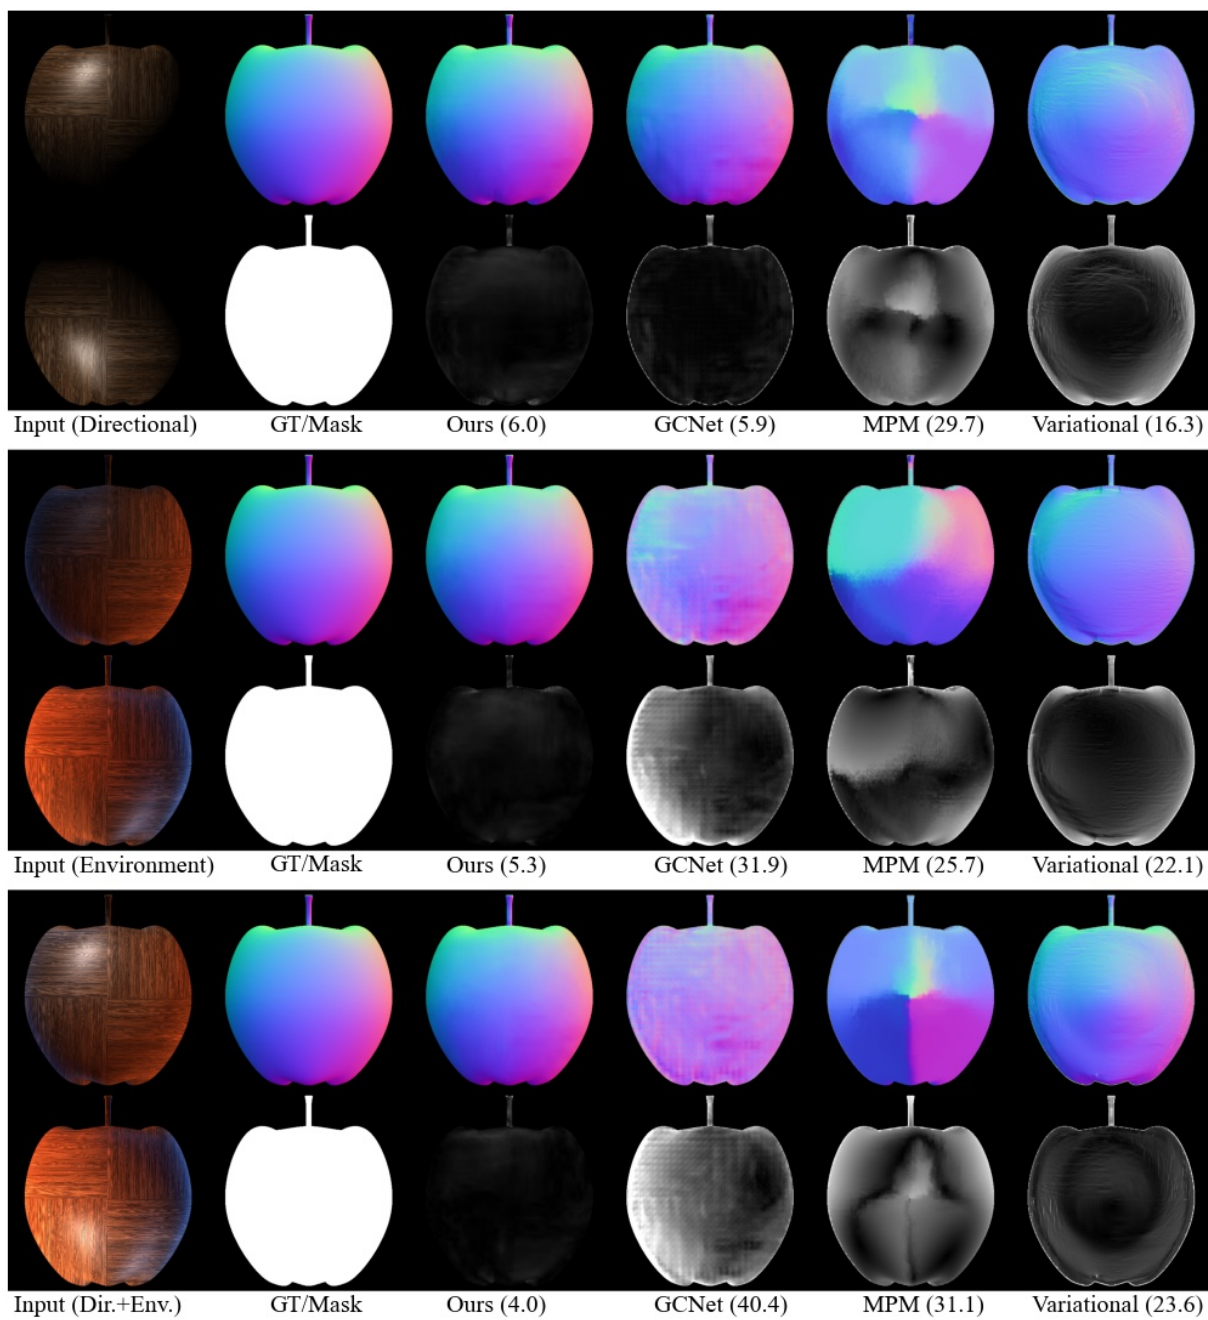 Input (Directional) GT/Mask Ours (6.0) GCNet (5.9) MPM (29.7) Variational (16.3)
Input (Environment) GT/Mask Ours (5.3) GCNet (31.9) MPM (25.7) Variational (22.1)
Input (Dir.+Env.) GT/Mask Ours (4.0) GCNet (40.4) MPM (31.1) Variational (23.6)